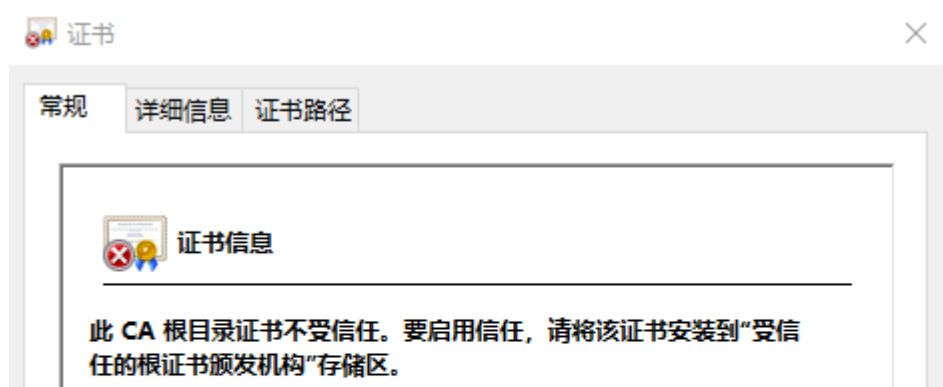 证书
常规 详细信息 证书路径
证书信息
此 CA 根目录证书不受信任。要启用信任，请将该证书安装到“受信
任的根证书颁发机构”存储区。